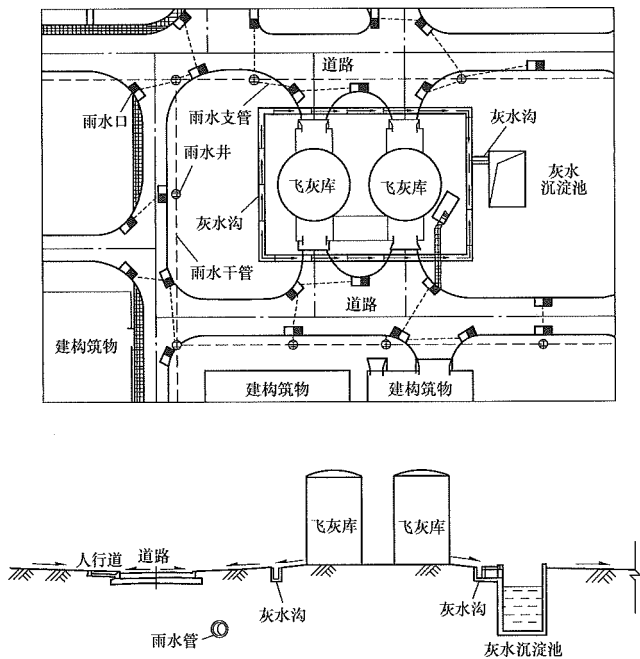 道路
雨水口
雨水支管
灰水沟
雨水井
飞灰库
飞灰库
灰水
沉淀池
灰水沟
雨水干管
道路
建构筑物
建构筑物
建构筑物
飞灰库
飞灰库
人行道
道路
灰水沟
灰水沟
雨水管
灰水沉淀池